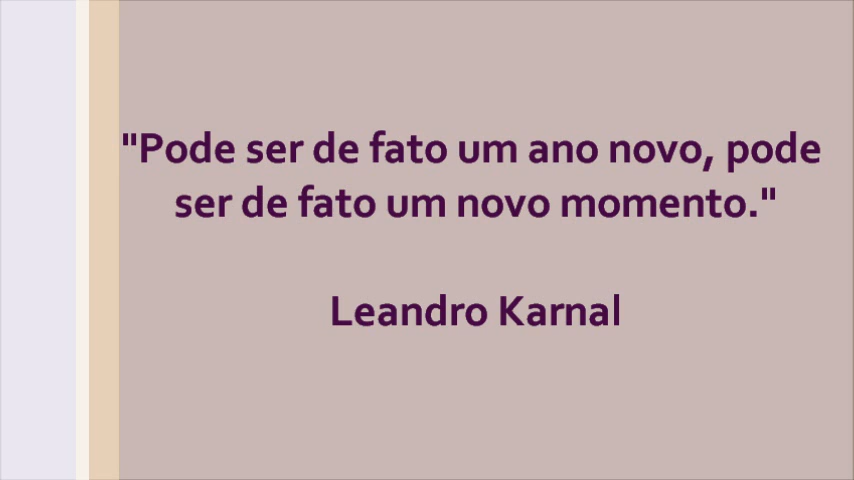 "Pode ser de fato um ano novo, pode
ser de fato um novo momento."
Leandro Karnal